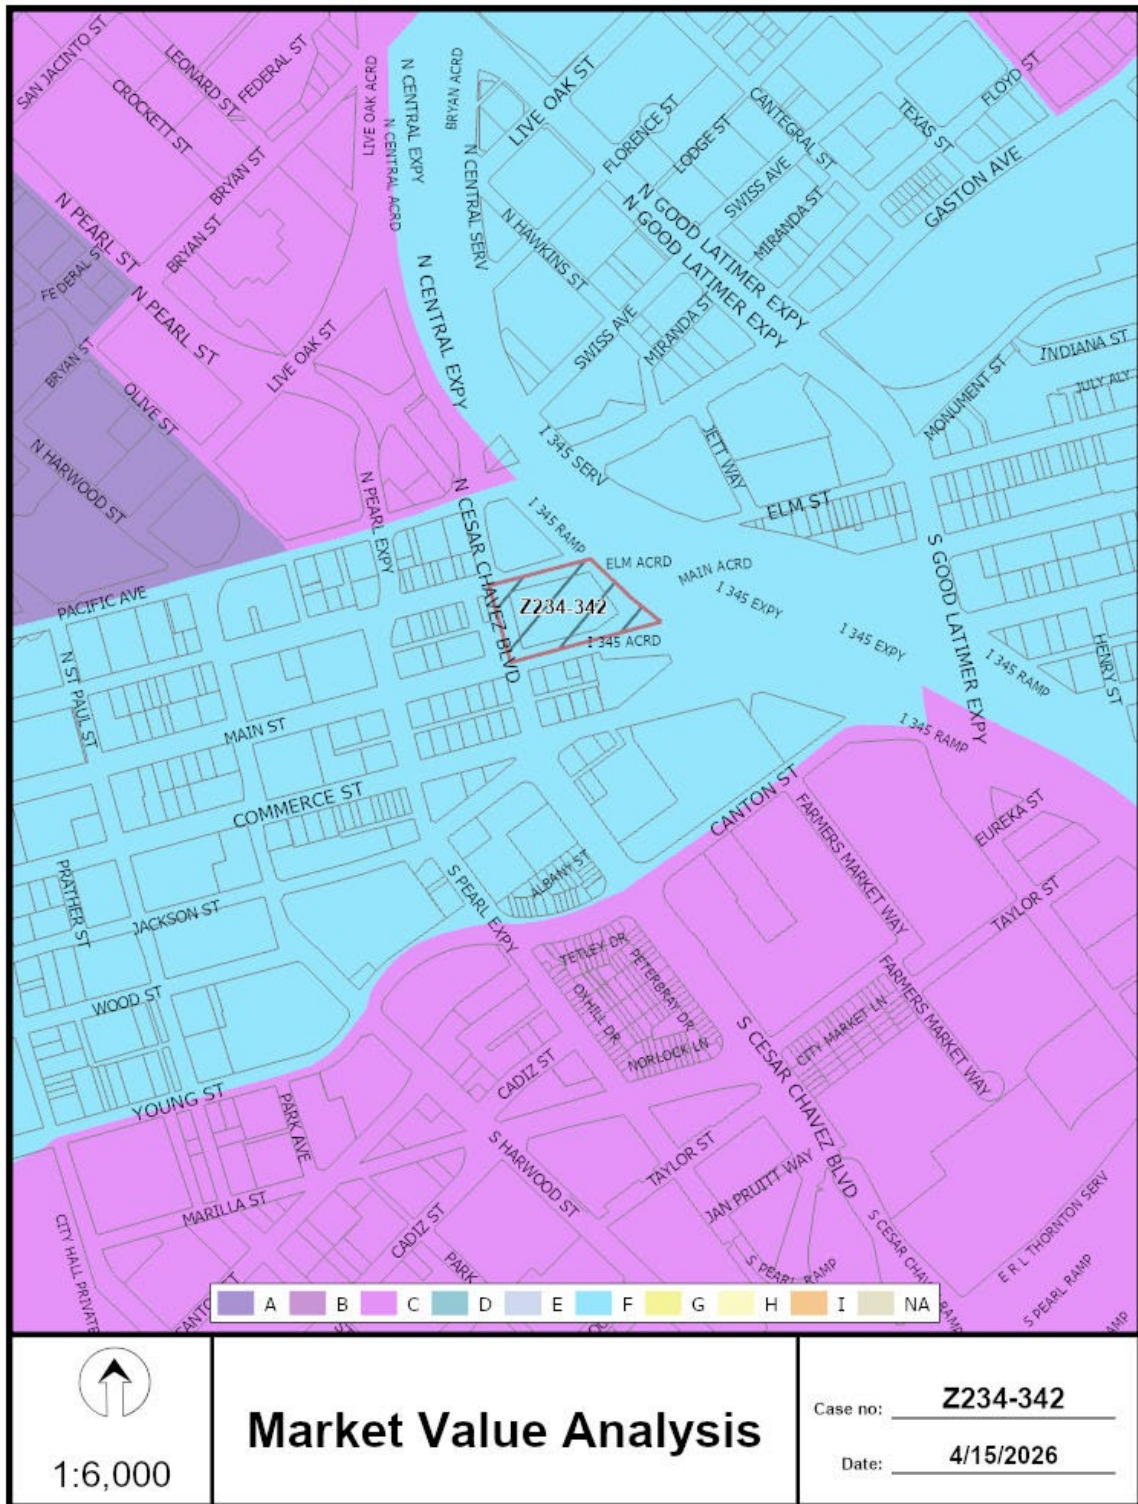 SAN JACINTO ST
LEONARD ST
FEDERAL ST
CROCKETT ST
BRYAN ST
LIVE OAK ACRD
N CENTRAL EXPY
N CENTRAL ACRD
BRYAN ACRD
N CENTRAL SERV
LIVE OAK ST
FLORENCE ST
LODGE ST
CANTEGRAL ST
TEXAS ST
FLOYD ST
SWISS AVE
MIRANDA ST
GASTON AVE
N GOOD LATIMER EXPY
N GOOD LATIMER EXPY
N HAWKINS ST
N PEARL ST
BRYAN ST
FEDERAL S
N PEARL ST
N CENTRAL EXPY
SWISS AVE
MIRANDA S
LIVE OAK ST
BRYAN S
OLIVE ST
N HARWOOD ST
INDIANA ST
JULY ALY
MONUMENT ST
JETT WAY
I 345 SERV
ELM ST
N PEARL EXPY
N CESAR CHAVEZ BLVD
I 345 RAMP
ELM ACRD
MAIN ACRD
I 345 EXPY
Z234-342
I 345 ACRD
I 345 EXPY
I 345 RAMP
S GOOD LATIMER EXPY
HENRY ST
PACIFIC AVE
N ST PAUL ST
MAIN ST
COMMERCE ST
I 345 RAMP
CANTON ST
FARMERS MARKET WAY
EUREKA ST
PRATHER ST
JACKSON ST
S PEARL EXPY
ALBANY ST
TAYLOR ST
WOOD ST
TETLEY DR
PETERBRAY DR
OXHILL DR
NORLOCK LN
FARMERS MARKET WAY
CITY MARKET LN
S CESAR CHAVEZ BLVD
YOUNG ST
PARK AVE
CADIZ ST
S HARWOOD ST
TAYLOR ST
JAN PRUITT WAY
MARILLA ST
CADIZ ST
CITY HALL PRIVATE
PARK
S PEARL RAMP
S CESAR CHAV
RAMP
E R L THORNTON SERV
S PEARL RAMP
AMP
A B C D E F G H I NA
1:6,000
Market Value Analysis
Case no: Z234-342
Date: 4/15/2026